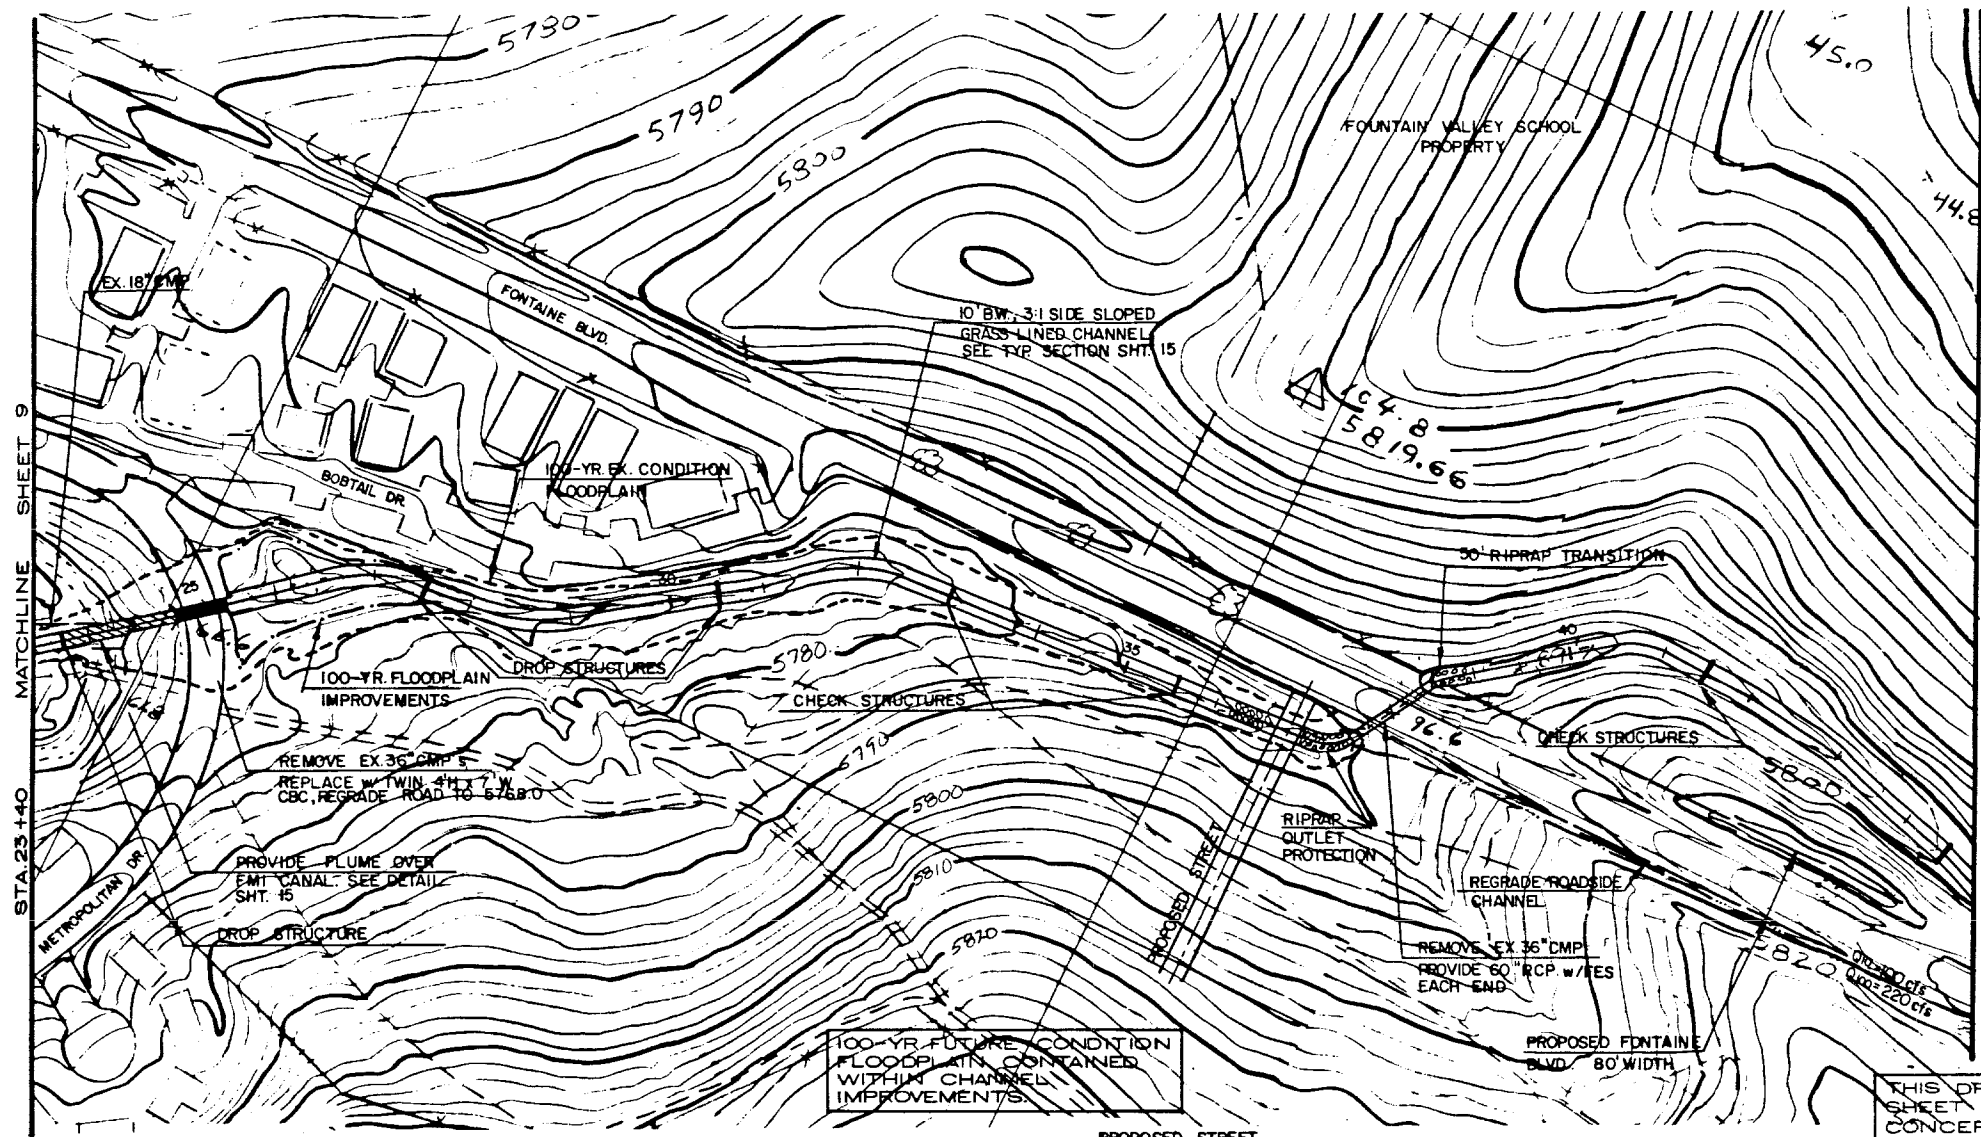 5780
45.0
5790
5800
FOUNTAIN VALLEY SCHOOL
PROPERTY
44.8
EX. 18" CMP
FONTAINE BLVD.
10' BW, 3:1 SIDE SLOPED
GRASS LINED CHANNEL
SEE TYP. SECTION SHT. 15
5819.66
BOBTAIL DR.
100-YR. EX. CONDITION
FLOODPLAIN
50' RIPRAP TRANSITION
25
30
35
40
5780
DROP STRUCTURES
100-YR. FLOODPLAIN
IMPROVEMENTS
CHECK STRUCTURES
96.6
CHECK STRUCTURES
5790
5800
5800
REMOVE EX. 36" CMP'S
REPLACE w/ TWIN 4'H x 7'W
CBC, REGRADE ROAD TO 5768.0
RIPRAP
OUTLET
PROTECTION
PROVIDE FLUME OVER
FMI CANAL. SEE DETAIL
SHT. 15
5810
REGRADE ROADSIDE
CHANNEL
METROPOLITAN DR.
DROP STRUCTURE
5820
PROPOSED STREET
REMOVE EX. 36" CMP
PROVIDE 60" RCP w/FES
EACH END
5820
Q10=100 cfs
Q100=220 cfs
PROPOSED FONTAINE
BLVD. 80' WIDTH
100-YR FUTURE CONDITION
FLOODPLAIN CONTAINED
WITHIN CHANNEL
IMPROVEMENTS.
STA. 23+40 MATCHLINE SHEET 9
PROPOSED STREET
THIS
SHEET